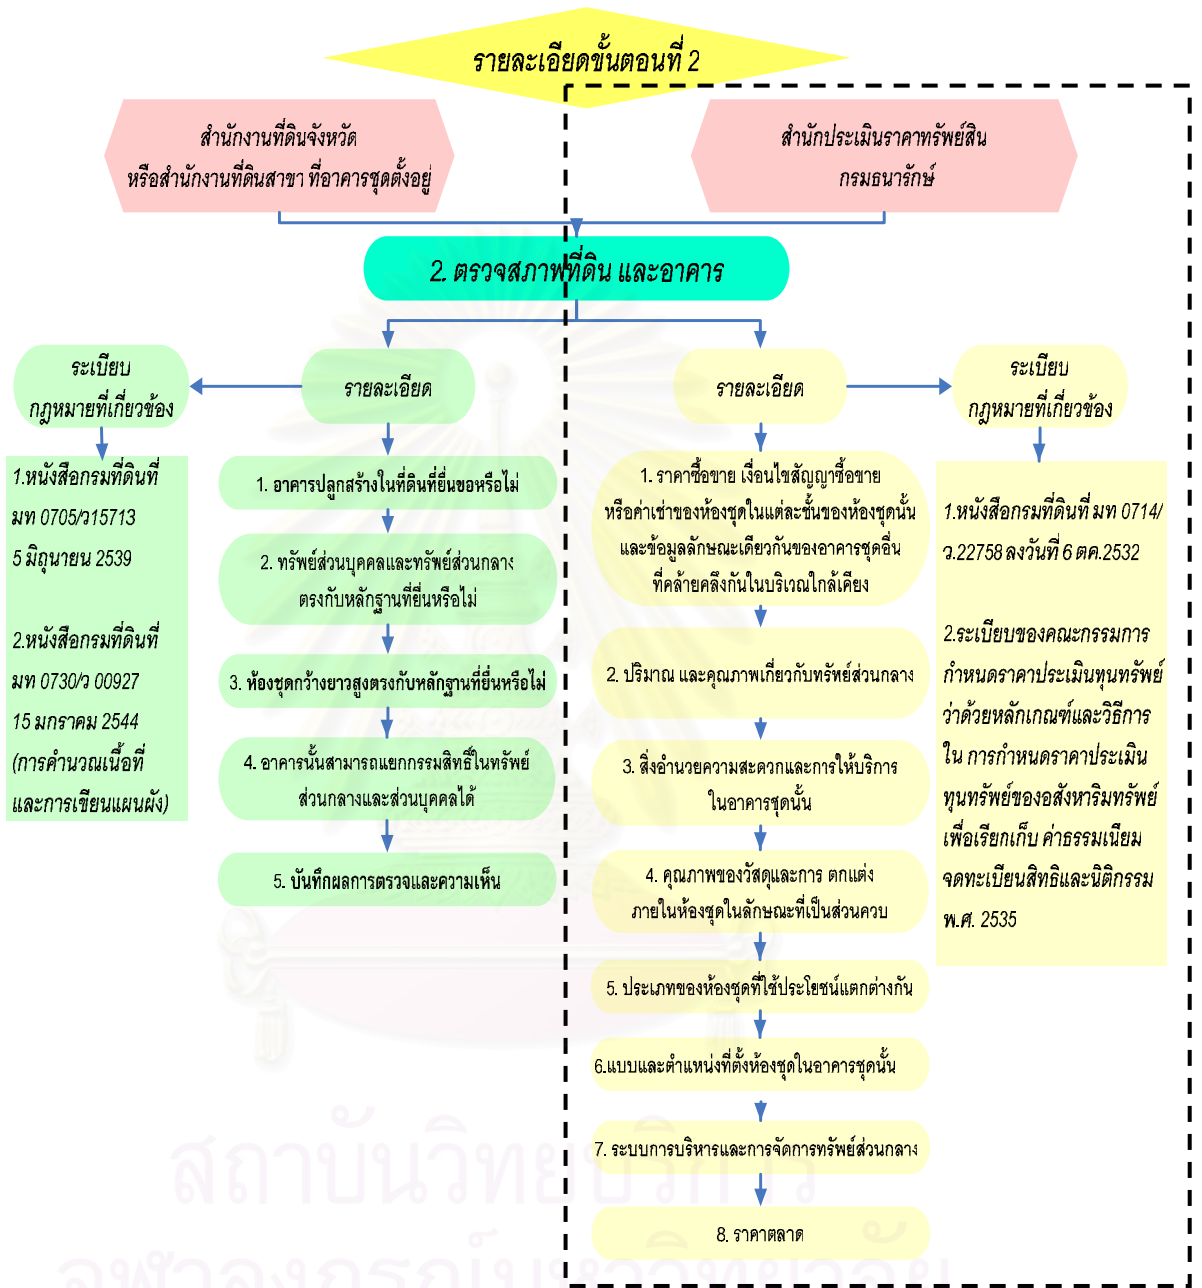 รายละเอียดขั้นตอนที่ 2
สำนักงานที่ดินจังหวัด
หรือสำนักงานที่ดินสาขา ที่อาคารชุดตั้งอยู่
สำนักประเมินราคาทรัพย์สิน
กรมธนารักษ์
2. ตรวจสภาพที่ดิน และอาคาร
ระเบียบ
กฎหมายที่เกี่ยวข้อง
รายละเอียด
1.หนังสือกรมที่ดินที่
มท 0705/ว15713
5 มิถุนายน 2539
2.หนังสือกรมที่ดินที่
มท 0730/ว 00927
15 มกราคม 2544
(การคำนวณเนื้อที่
และการเขียนแผนผัง)
1. อาคารปลูกสร้างในที่ดินที่ยื่นขอหรือไม่
2. ทรัพย์ส่วนบุคคลและทรัพย์ส่วนกลาง
ตรงกับหลักฐานที่ยื่นหรือไม่
3. ห้องชุดกว้างยาวสูงตรงกับหลักฐานที่ยื่นหรือไม่
4. อาคารนั้นสามารถแยกกรรมสิทธิ์ในทรัพย์
ส่วนกลางและส่วนบุคคลได้
5. บันทึกผลการตรวจและความเห็น
รายละเอียด
ระเบียบ
กฎหมายที่เกี่ยวข้อง
1. ราคาซื้อขาย เงื่อนไขสัญญาซื้อขาย
หรือค่าเช่าของห้องชุดในแต่ละชั้นของห้องชุดนั้น
และข้อมูลลักษณะเดียวกันของอาคารชุดอื่น
ที่คล้ายคลึงกันในบริเวณใกล้เคียง
2. ปริมาณ และคุณภาพเกี่ยวกับทรัพย์ส่วนกลาง
3. สิ่งอำนวยความสะดวกและการให้บริการ
ในอาคารชุดนั้น
4. คุณภาพของวัสดุและการ ตกแต่ง
ภายในห้องชุดในลักษณะที่เป็นส่วนควบ
5. ประเภทของห้องชุดที่ใช้ประโยชน์แตกต่างกัน
6.แบบและตำแหน่งที่ตั้งห้องชุดในอาคารชุดนั้น
7. ระบบการบริหารและการจัดการทรัพย์ส่วนกลาง
8. ราคาตลาด
1.หนังสือกรมที่ดินที่ มท 0714/
ว.22758 ลงวันที่ 6 ตค.2532
2.ระเบียบของคณะกรรมการ
กำหนดราคาประเมินทุนทรัพย์
ว่าด้วยหลักเกณฑ์และวิธีการ
ใน การกำหนดราคาประเมิน
ทุนทรัพย์ของอสังหาริมทรัพย์
เพื่อเรียกเก็บ ค่าธรรมเนียม
จดทะเบียนสิทธิและนิติกรรม
พ.ศ. 2535
สถาบันวิทยบริการ
จุฬาลงกรณ์มหาวิทยาลัย